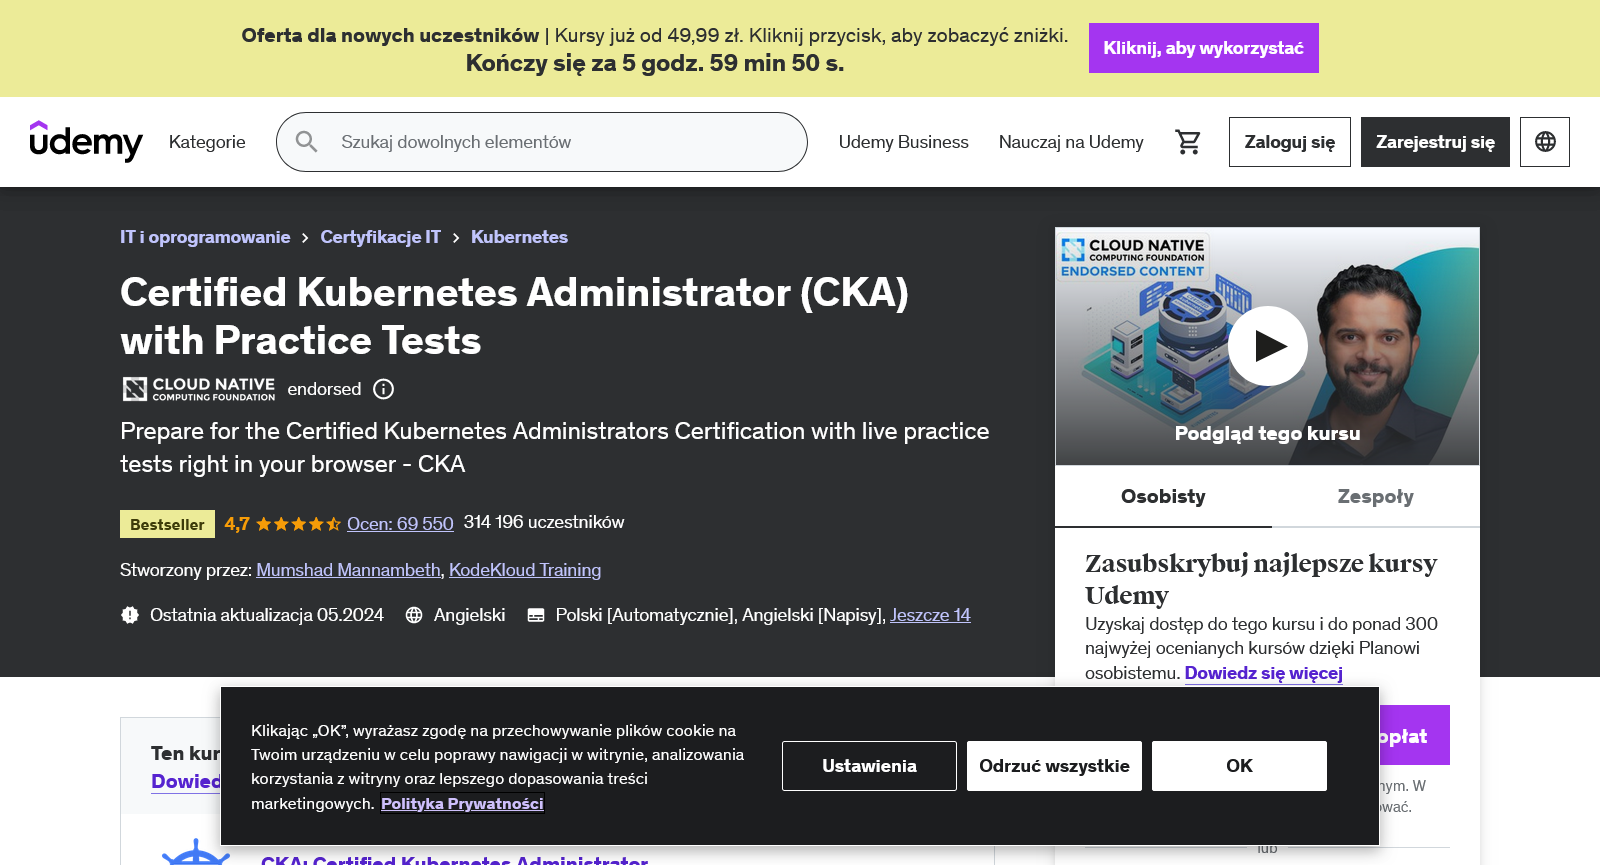 Oferta dla nowych uczestników | Kursy już od 49,99 zł. Kliknij przycisk, aby zobaczyć zniżki.
Kończy się za 5 godz. 59 min 50 s.
Kliknij, aby wykorzystać
udemy
Kategorie
Szukaj dowolnych elementów
Udemy Business
Nauczaj na Udemy
Zaloguj się
Zarejestruj się
IT i oprogramowanie
Certyfikacje IT
Kubernetes
Certified Kubernetes Administrator (CKA)
with Practice Tests
CLOUD NATIVE
COMPUTING FOUNDATION
endorsed
Prepare for the Certified Kubernetes Administrators Certification with live practice
tests right in your browser - CKA
Bestseller
4,7
Ocen: 69 550
314 196 uczestników
Stworzony przez: Mumshad Mannambeth, KodeKloud Training
Ostatnia aktualizacja 05.2024
Angielski
Polski [Automatycznie], Angielski [Napisy], Jeszcze 14
CLOUD NATIVE
COMPUTING FOUNDATION
ENDORSED CONTENT
Podgląd tego kursu
Osobisty
Zespoły
Zasubskrybuj najlepsze kursy
Udemy
Uzyskaj dostęp do tego kursu i do ponad 300
najwyżej ocenianych kursów dzięki Planowi
osobistemu. Dowiedz się więcej
Ten kur
Dowied
CKA: Certified Kubernetes Administrator
Klikając „OK”, wyrażasz zgodę na przechowywanie plików cookie na
Twoim urządzeniu w celu poprawy nawigacji w witrynie, analizowania
korzystania z witryny oraz lepszego dopasowania treści
marketingowych. Polityka Prywatności
Ustawienia
Odrzuć wszystkie
OK
opłat
nym. W
ować.
lub